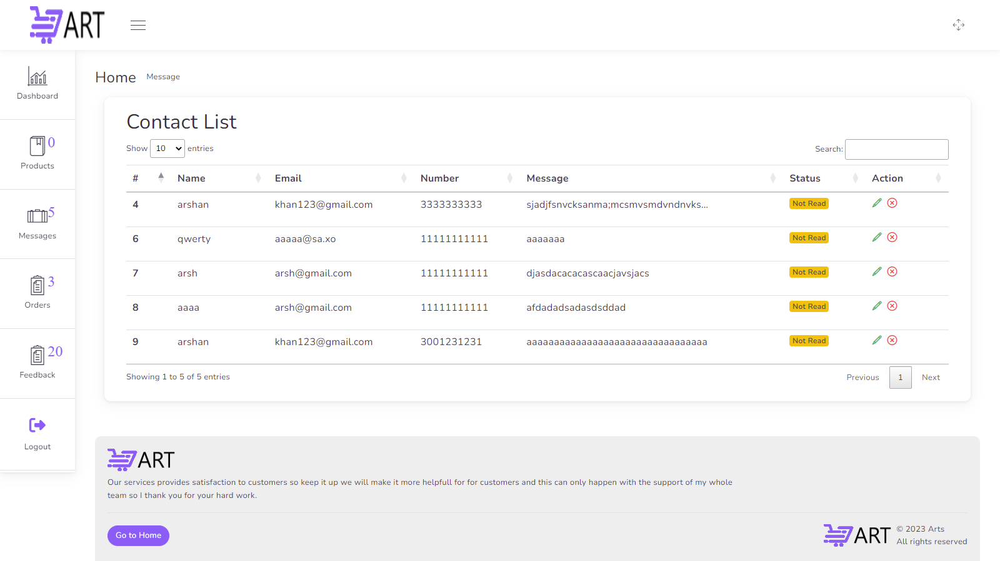 ART
Dashboard
0
Products
5
Messages
3
Orders
20
Feedback
Logout
Home Message
Contact List
Show 10 entries Search:
# Name Email Number Message Status Action
4 arshan khan123@gmail.com 3333333333 sjadjfsnvcksanma;mcsmvsmdvndnvks... Not Read
6 qwerty aaaaa@sa.xo 11111111111 aaaaaaa Not Read
7 arsh arsh@gmail.com 11111111111 djasdacacacascaacjavsjacs Not Read
8 aaaa arsh@gmail.com 11111111111 afdadadsadasdsddad Not Read
9 arshan khan123@gmail.com 3001231231 aaaaaaaaaaaaaaaaaaaaaaaaaaaaaaaaa Not Read
Showing 1 to 5 of 5 entries Previous 1 Next
ART
Our services provides satisfaction to customers so keep it up we will make it more helpfull for for customers and this can only happen with the support of my whole
team so I thank you for your hard work.
Go to Home
ART
© 2023 Arts
All rights reserved